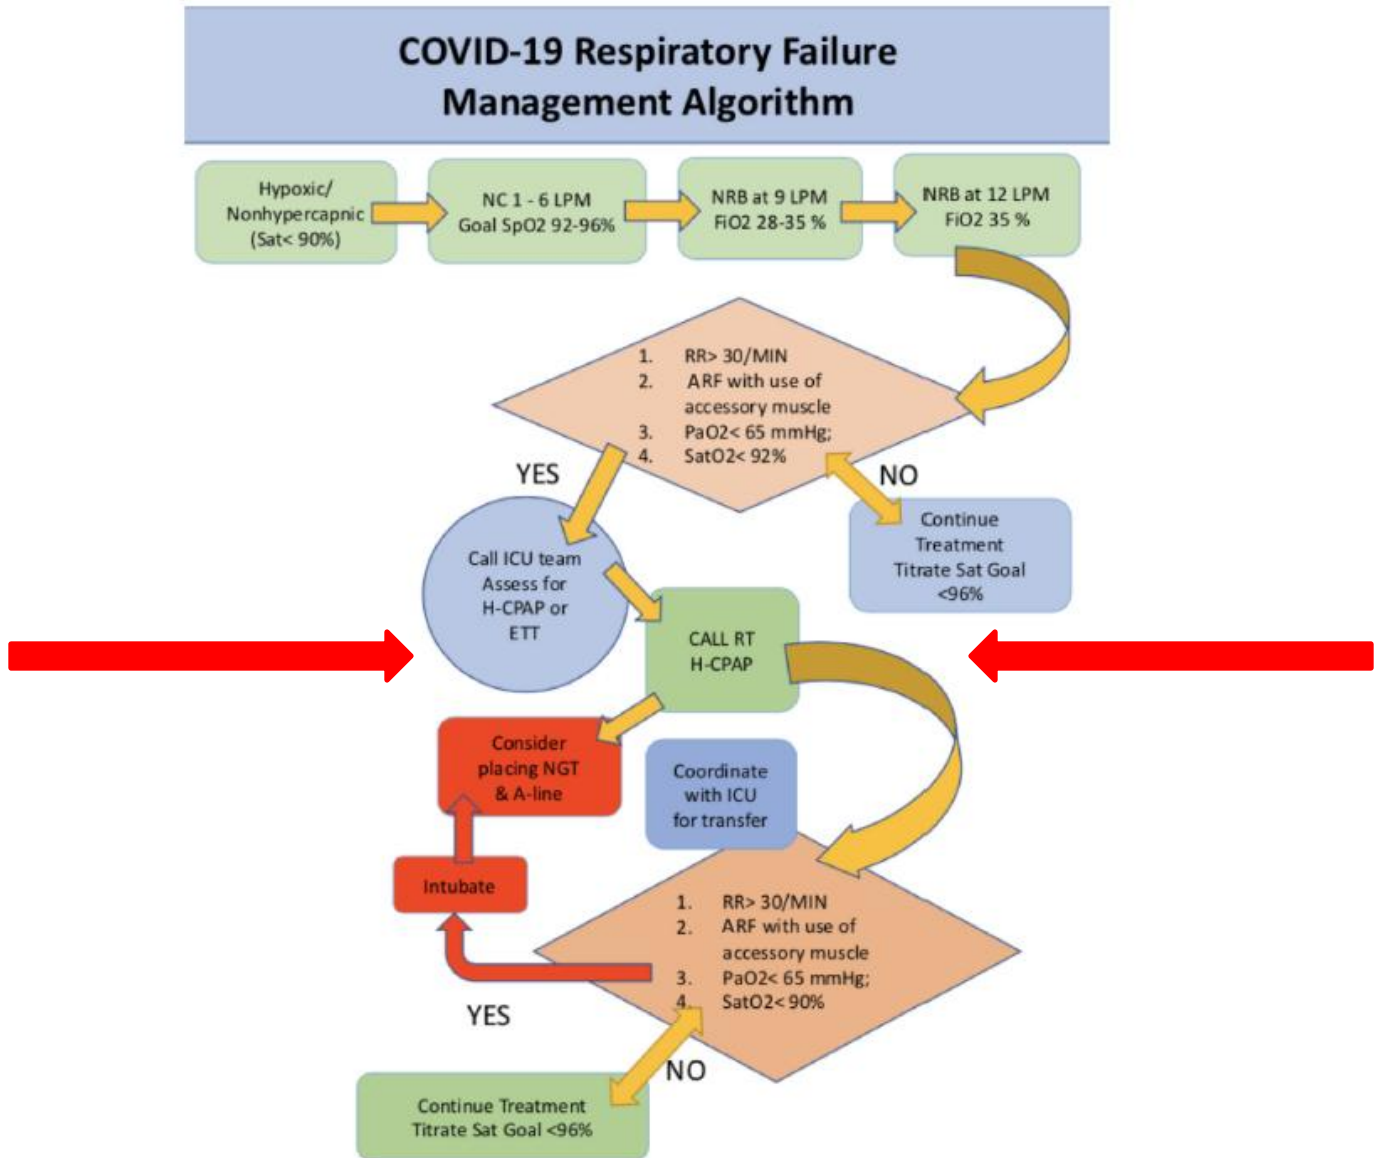 COVID-19 Respiratory Failure
Management Algorithm
Hypoxic/
Nonhypercapnic
(Sat< 90%)
NC 1 - 6 LPM
Goal SpO2 92-96%
NRB at 9 LPM
FiO2 28-35 %
NRB at 12 LPM
FiO2 35 %
1. RR> 30/MIN
2. ARF with use of
accessory muscle
3. PaO2< 65 mmHg;
4. SatO2< 92%
YES
NO
Continue
Treatment
Titrate Sat Goal
<96%
Call ICU team
Assess for
H-CPAP or
ETT
CALL RT
H-CPAP
Consider
placing NGT
& A-line
Coordinate
with ICU
for transfer
Intubate
1. RR> 30/MIN
2. ARF with use of
accessory muscle
3. PaO2< 65 mmHg;
4. SatO2< 90%
YES
NO
Continue Treatment
Titrate Sat Goal <96%